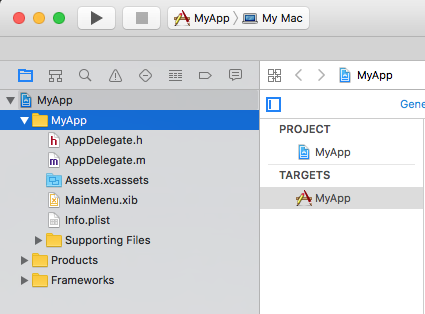 MyApp My Mac
MyApp
MyApp
Gene
PROJECT
MyApp
TARGETS
MyApp
MyApp
h AppDelegate.h
m AppDelegate.m
Assets.xcassets
MainMenu.xib
Info.plist
Supporting Files
Products
Frameworks